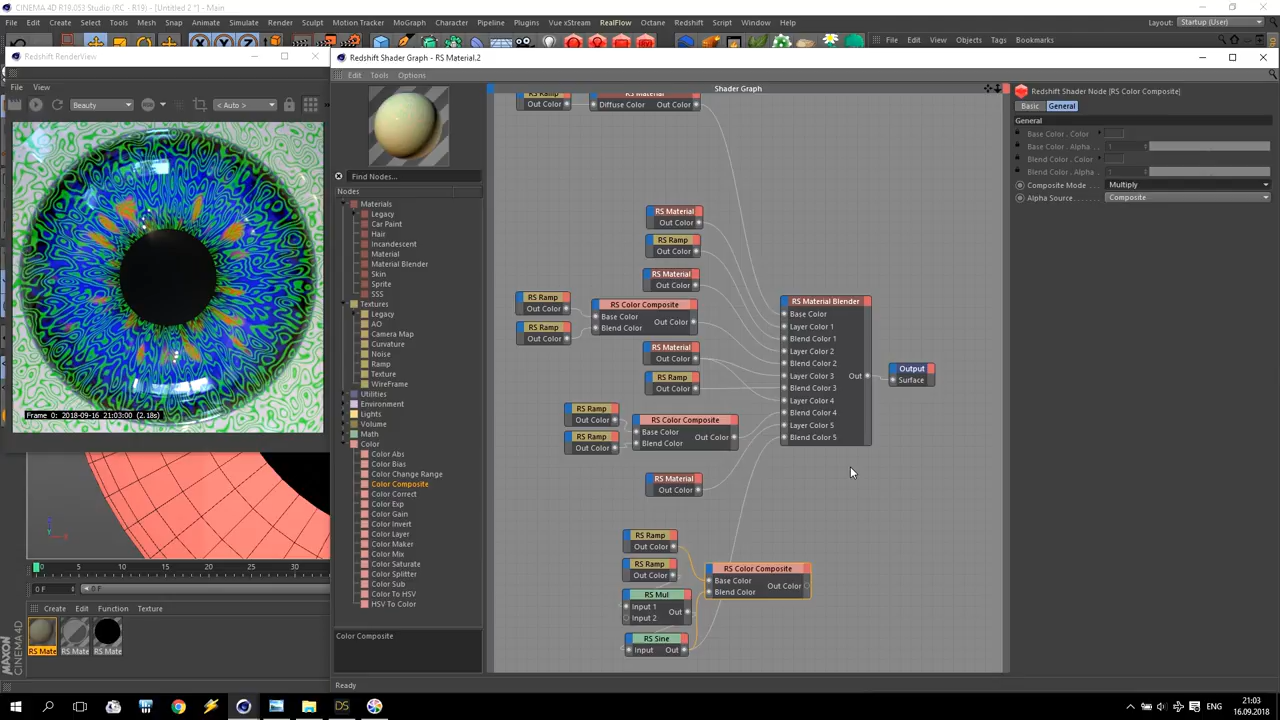 CINEMA 4D R19.053 Studio (RC - R19) - [Untitled 2 *] - Main
File Edit Create Select Tools Mesh Snap Animate Simulate Render Sculpt Motion Tracker MoGraph Character Pipeline Plugins Vue xStream RealFlow Octane Redshift Script Window Help Layout: Startup (User)
File Edit View Objects Tags Bookmarks
Redshift RenderView
File View
Beauty < Auto >
Frame 0: 2018-09-16 21:03:00 (2.18s)
Redshift Shader Graph - RS Material.2
Edit Tools Options
Find Nodes...
Nodes
Materials
Legacy
Car Paint
Hair
Incandescent
Material
Material Blender
Skin
Sprite
SSS
Textures
Legacy
AO
Camera Map
Curvature
Noise
Ramp
Texture
WireFrame
Utilities
Environment
Lights
Volume
Math
Color
Color Abs
Color Bias
Color Change Range
Color Composite
Color Correct
Color Exp
Color Gain
Color Invert
Color Layer
Color Maker
Color Mix
Color Saturate
Color Splitter
Color Sub
Color To HSV
HSV To Color
Color Composite
Ready
Shader Graph
RS Ramp
Out Color
RS Material
Diffuse Color Out Color
RS Material
Out Color
RS Ramp
Out Color
RS Material
Out Color
RS Ramp
Out Color
RS Ramp
Out Color
RS Color Composite
Base Color
Out Color
Blend Color
RS Material
Out Color
RS Ramp
Out Color
RS Ramp
Out Color
RS Ramp
Out Color
RS Color Composite
Base Color
Out Color
Blend Color
RS Material
Out Color
RS Ramp
Out Color
RS Ramp
Out Color
RS Mul
Input 1
Out
Input 2
RS Sine
Input Out
RS Color Composite
Base Color
Out Color
Blend Color
RS Material Blender
Base Color
Layer Color 1
Blend Color 1
Layer Color 2
Blend Color 2
Layer Color 3
Out
Blend Color 3
Layer Color 4
Blend Color 4
Layer Color 5
Blend Color 5
Output
Surface
Redshift Shader Node [RS Color Composite]
Basic General
General
Base Color . Color
Base Color . Alpha . 1
Blend Color . Color
Blend Color . Alpha 1
Composite Mode . Multiply
Alpha Source. . . . Composite
0 5 10 15 20 25 30
0 F 0 F
Create Edit Function Texture
RS Mate RS Mate RS Mate
MAXON
CINEMA 4D
DS
ENG
21:03
16.09.2018